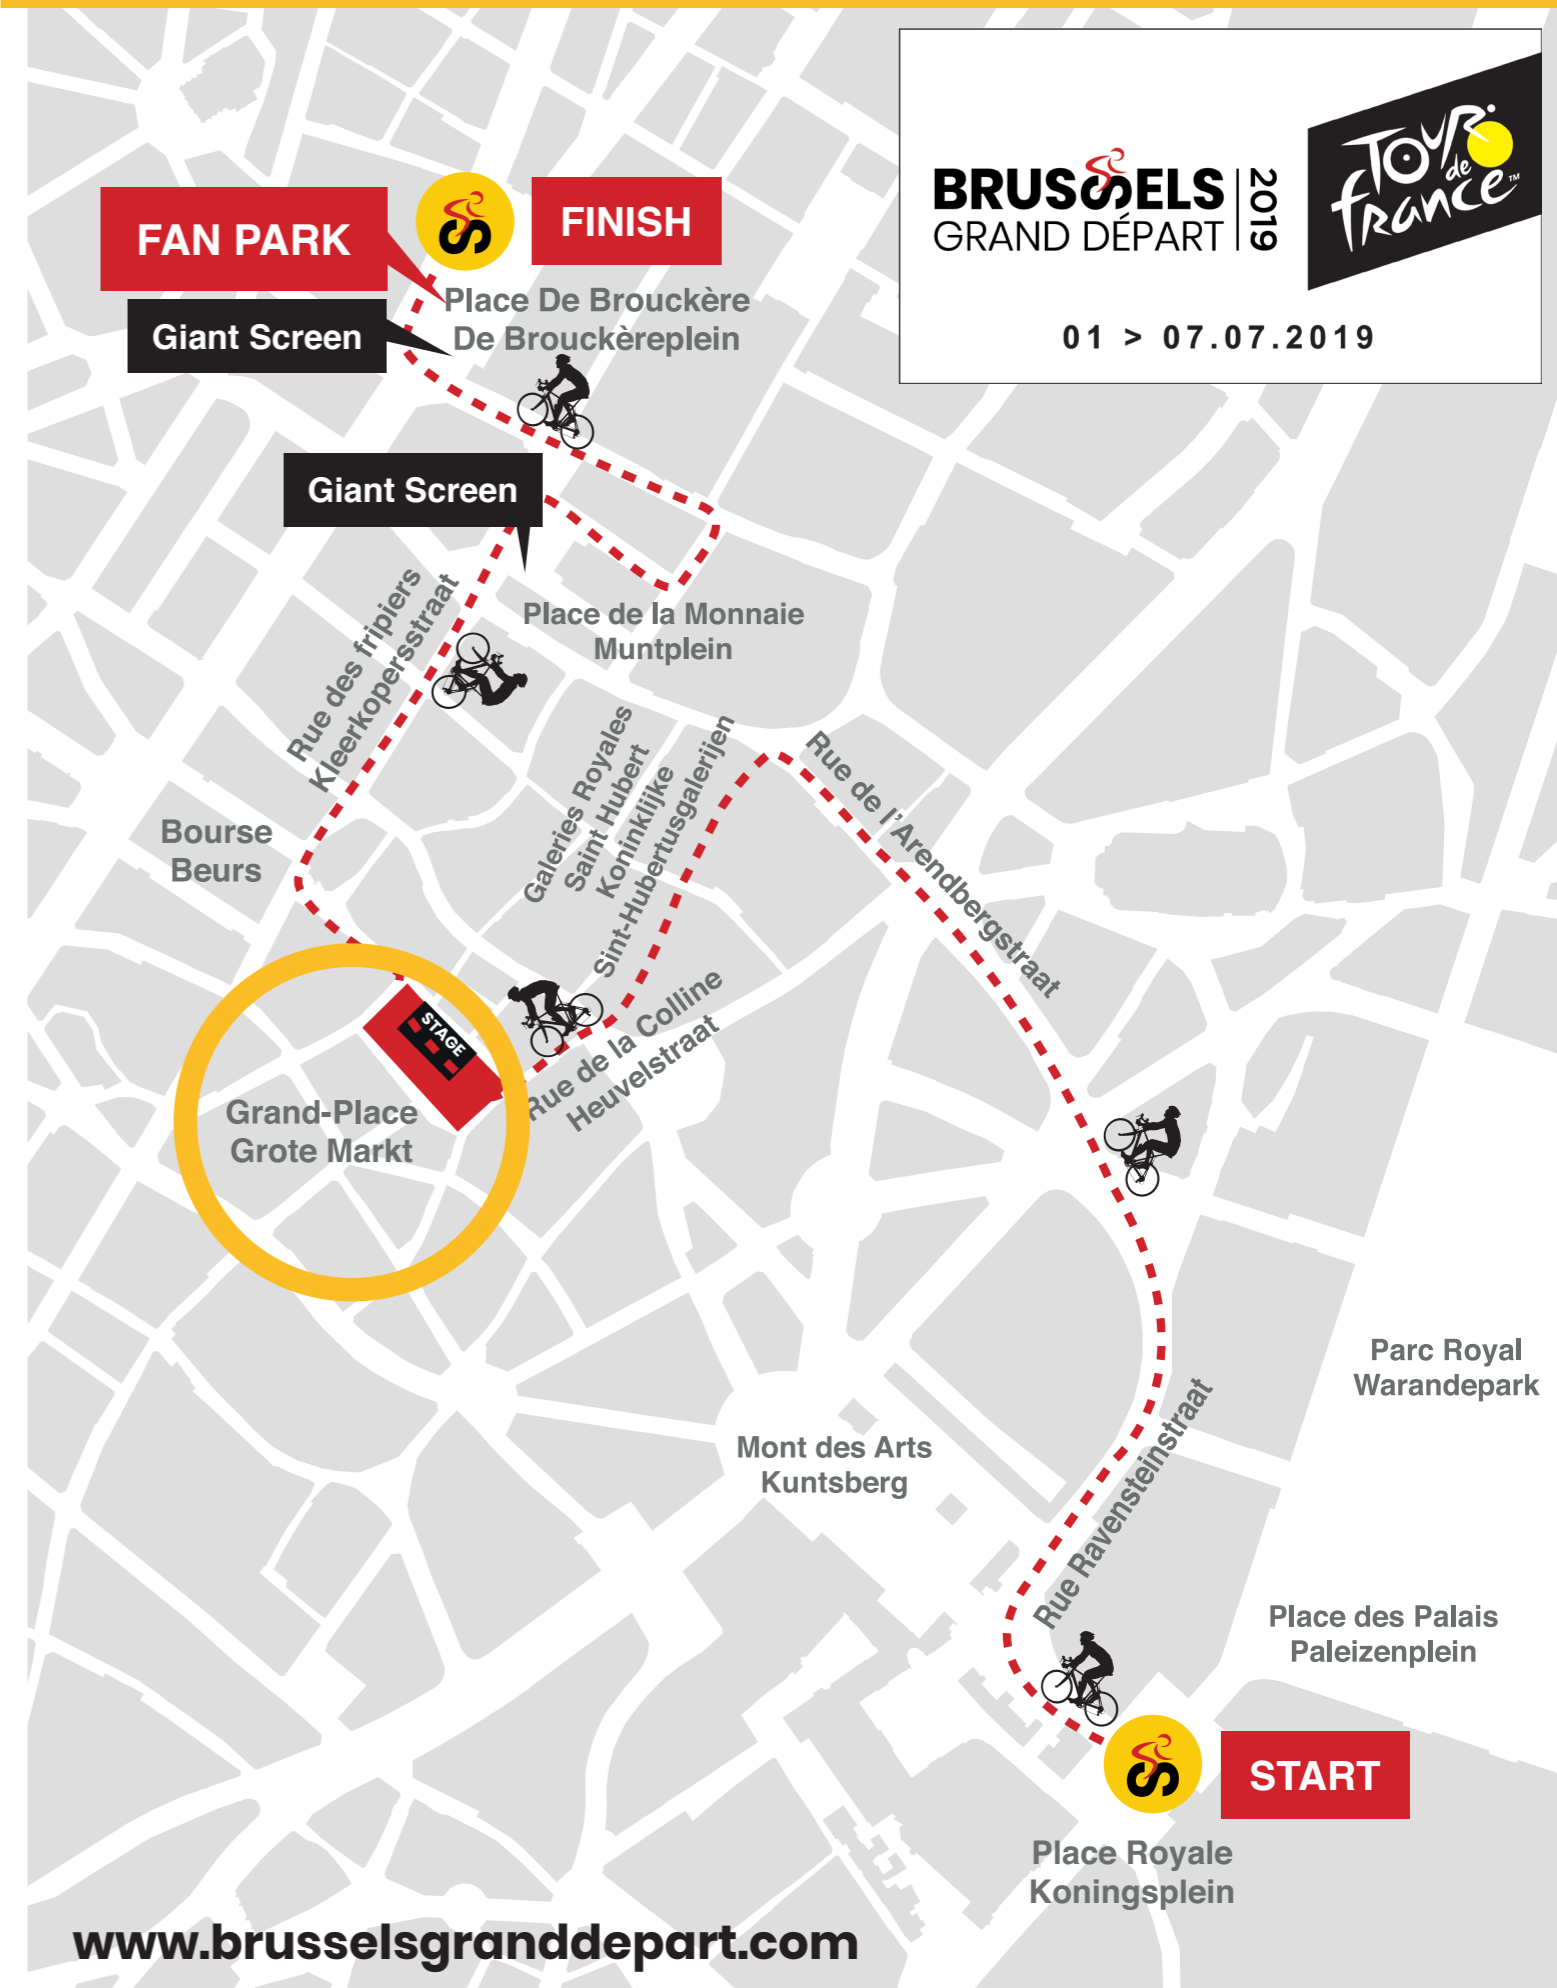 BRUSSELS
GRAND DÉPART
2019
TOUR
de
france™
01 > 07.07.2019
FAN PARK
FINISH
Place De Brouckère
De Brouckèreplein
Giant Screen
Giant Screen
Place de la Monnaie
Muntplein
Rue des fripiers
Kleerkopersstraat
Galeries Royales
Saint Hubert
Koninklijke
Sint-Hubertusgalerijen
Rue de l'Arendbergstraat
Bourse
Beurs
STAGE
Rue de la Colline
Heuvelstraat
Grand-Place
Grote Markt
Parc Royal
Warandepark
Mont des Arts
Kuntsberg
Rue Ravensteinstraat
Place des Palais
Paleizenplein
START
Place Royale
Koningsplein
www.brusselsgranddepart.com